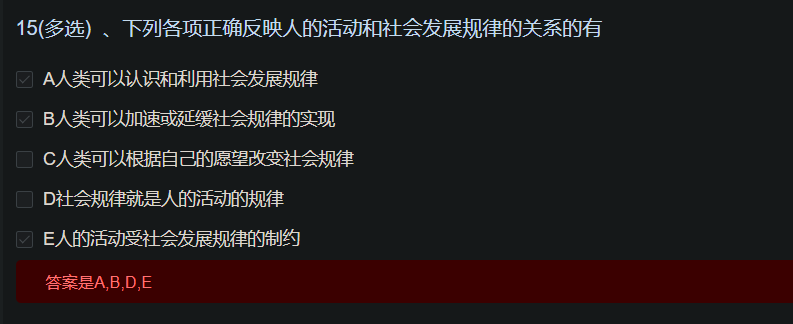 15(多选) 、下列各项正确反映人的活动和社会发展规律的关系的有
A人类可以认识和利用社会发展规律
B人类可以加速或延缓社会规律的实现
C人类可以根据自己的愿望改变社会规律
D社会规律就是人的活动的规律
E人的活动受社会发展规律的制约
答案是A,B,D,E